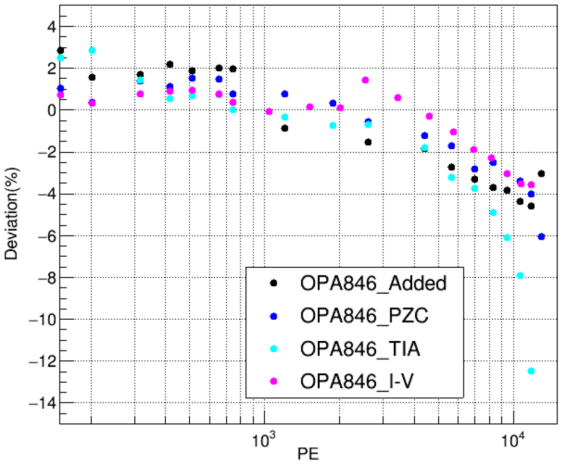 4
2
0
−2
−4
−6
−8
−10
−12
−14
Deviation(%)
OPA846_Added
OPA846_PZC
OPA846_TIA
OPA846_I-V
10³
10⁴
PE